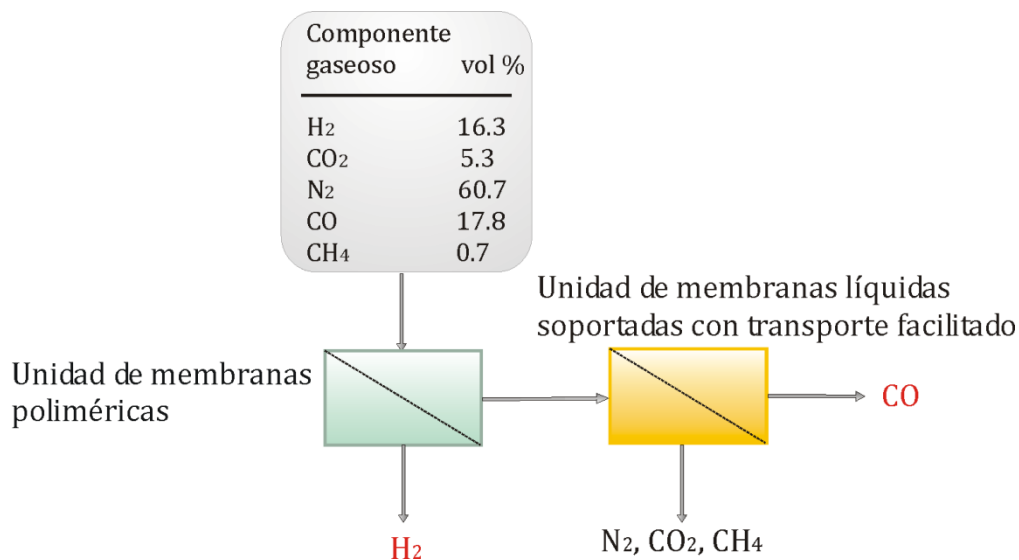 Componente
gaseoso vol %
H2 16.3
CO2 5.3
N2 60.7
CO 17.8
CH4 0.7
Unidad de membranas líquidas
soportadas con transporte facilitado
Unidad de membranas
poliméricas
CO
H2
N2, CO2, CH4